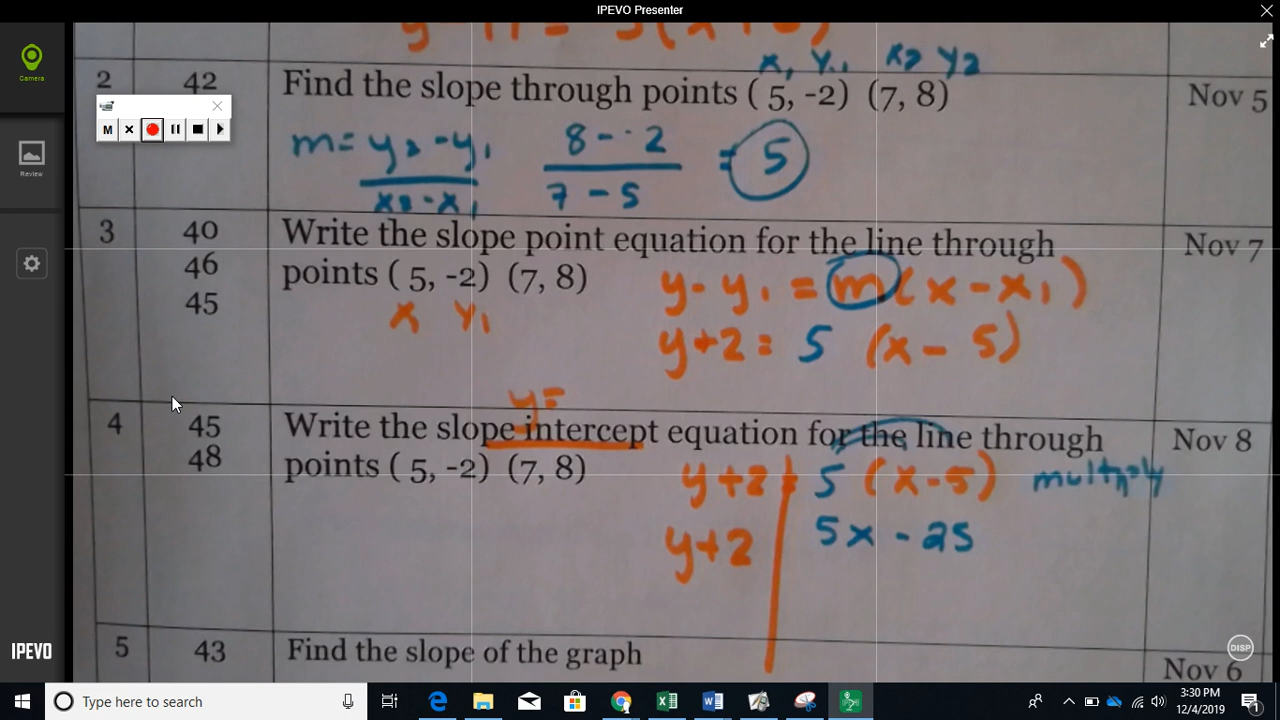 IPEVO Presenter
Camera
Review
IPEVO
M
x, y, x2 y2
2 42 Find the slope through points ( 5, -2) (7, 8) Nov 5
m= y2 - y1 8 - -2 = 5
x2 - x1 7 - 5
3 40 Write the slope point equation for the line through Nov 7
46 points ( 5, -2) (7, 8) y - y1 = m(x - x1)
45 x y1 y+2 = 5 (x - 5)
y=
4 45 Write the slope intercept equation for the line through Nov 8
48 points ( 5, -2) (7, 8) y+2 = 5 (x-5) multiply
y+2 5x - 25
5 43 Find the slope of the graph Nov 6
DISP
Type here to search
3:30 PM
12/4/2019
1